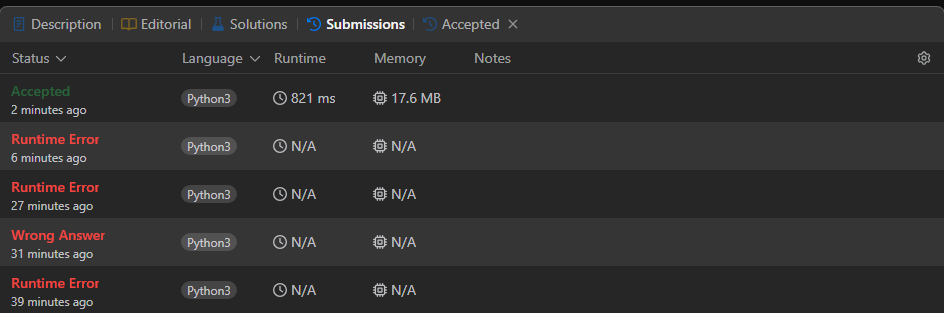 Description Editorial Solutions Submissions Accepted
Status Language Runtime Memory Notes
Accepted
2 minutes ago
Python3 821 ms 17.6 MB
Runtime Error
6 minutes ago
Python3 N/A N/A
Runtime Error
27 minutes ago
Python3 N/A N/A
Wrong Answer
31 minutes ago
Python3 N/A N/A
Runtime Error
39 minutes ago
Python3 N/A N/A